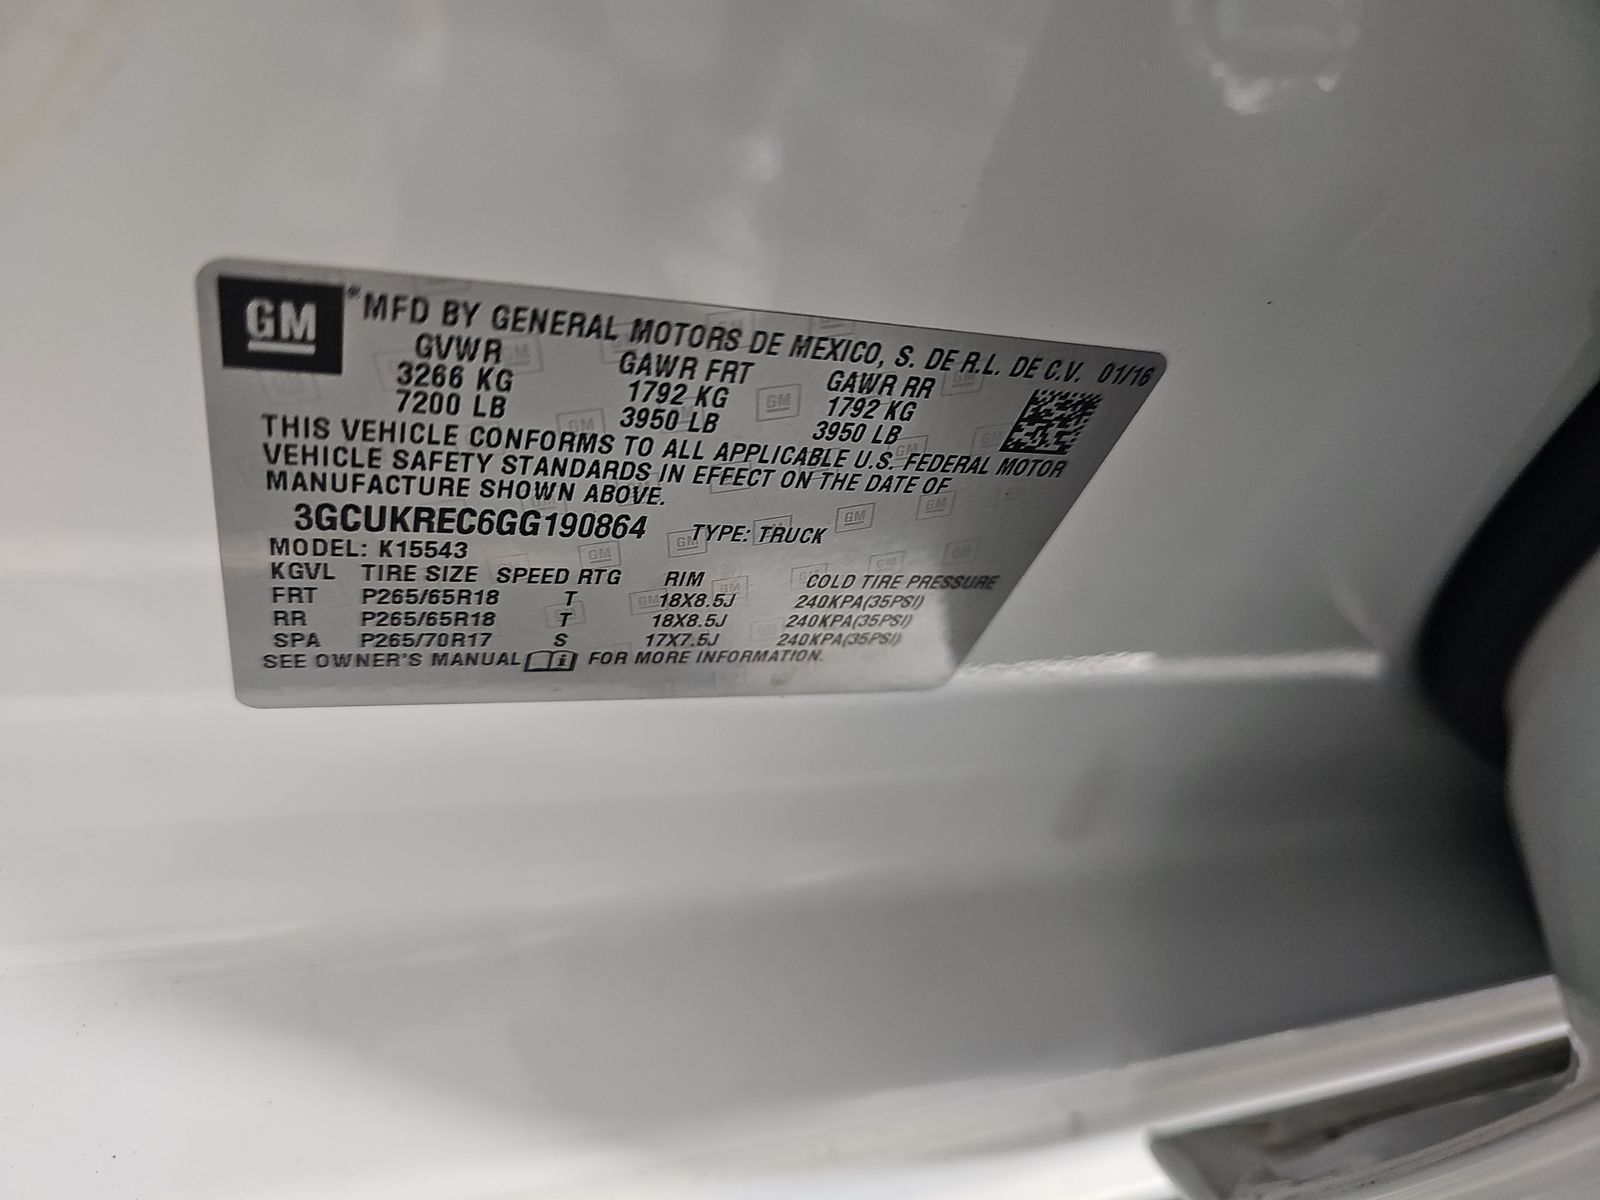 GM ® MFD BY GENERAL MOTORS DE MEXICO, S. DE R.L. DE C.V. 01/16
GVWR GAWR FRT GAWR RR
3266 KG 1792 KG 1792 KG
7200 LB 3950 LB 3950 LB
THIS VEHICLE CONFORMS TO ALL APPLICABLE U.S. FEDERAL MOTOR
VEHICLE SAFETY STANDARDS IN EFFECT ON THE DATE OF
MANUFACTURE SHOWN ABOVE.
3GCUKREC6GG190864 TYPE: TRUCK
MODEL: K15543
KGVL TIRE SIZE SPEED RTG RIM COLD TIRE PRESSURE
FRT P265/65R18 T 18X8.5J 240KPA(35PSI)
RR P265/65R18 T 18X8.5J 240KPA(35PSI)
SPA P265/70R17 S 17X7.5J 240KPA(35PSI)
SEE OWNER'S MANUAL i FOR MORE INFORMATION.